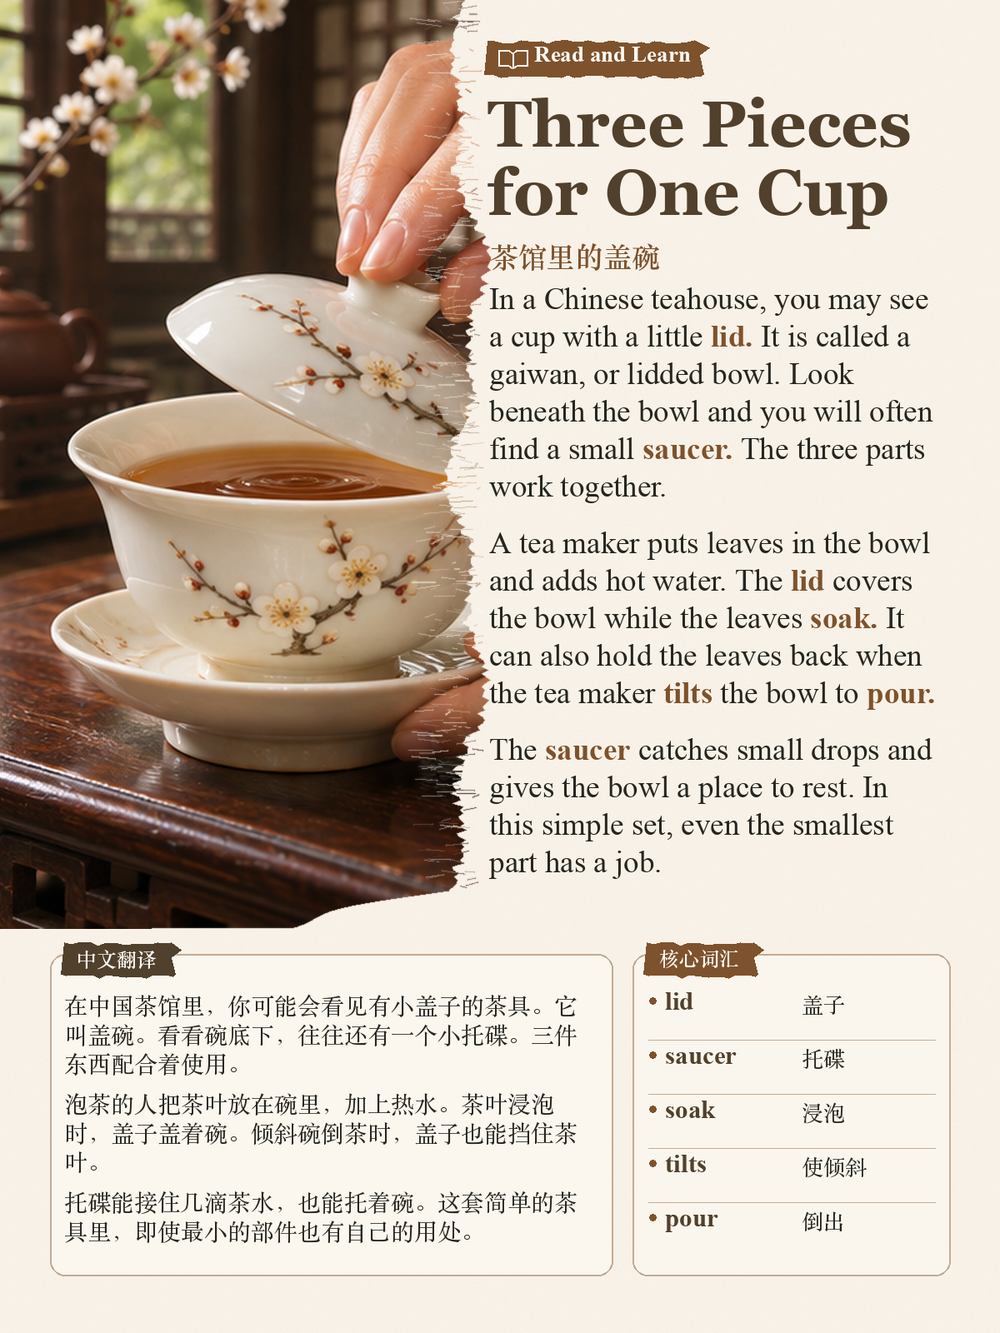 Read and Learn
Three Pieces
for One Cup
茶馆里的盖碗
In a Chinese teahouse, you may see
a cup with a little lid. It is called a
gaiwan, or lidded bowl. Look
beneath the bowl and you will often
find a small saucer. The three parts
work together.
A tea maker puts leaves in the bowl
and adds hot water. The lid covers
the bowl while the leaves soak. It
can also hold the leaves back when
the tea maker tilts the bowl to pour.
The saucer catches small drops and
gives the bowl a place to rest. In
this simple set, even the smallest
part has a job.
中文翻译
在中国茶馆里，你可能会看见有小盖子的茶具。它
叫盖碗。看看碗底下，往往还有一个小托碟。三件
东西配合着使用。
泡茶的人把茶叶放在碗里，加上热水。茶叶浸泡
时，盖子盖着碗。倾斜碗倒茶时，盖子也能挡住茶
叶。
托碟能接住几滴茶水，也能托着碗。这套简单的茶
具里，即使最小的部件也有自己的用处。
核心词汇
• lid 盖子
• saucer 托碟
• soak 浸泡
• tilts 使倾斜
• pour 倒出